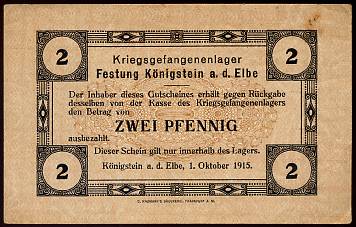 2
2
Kriegsgefangenenlager
Festung Königstein a. d. Elbe
Der Inhaber dieses Gutscheines erhält gegen Rückgabe
desselben von der Kasse des Kriegsgefangenenlagers
den Betrag von
ZWEI PFENNIG
ausbezahlt.
Dieser Schein gilt nur innerhalb des Lagers.
2
2
Königstein a. d. Elbe, 1. Oktober 1915.